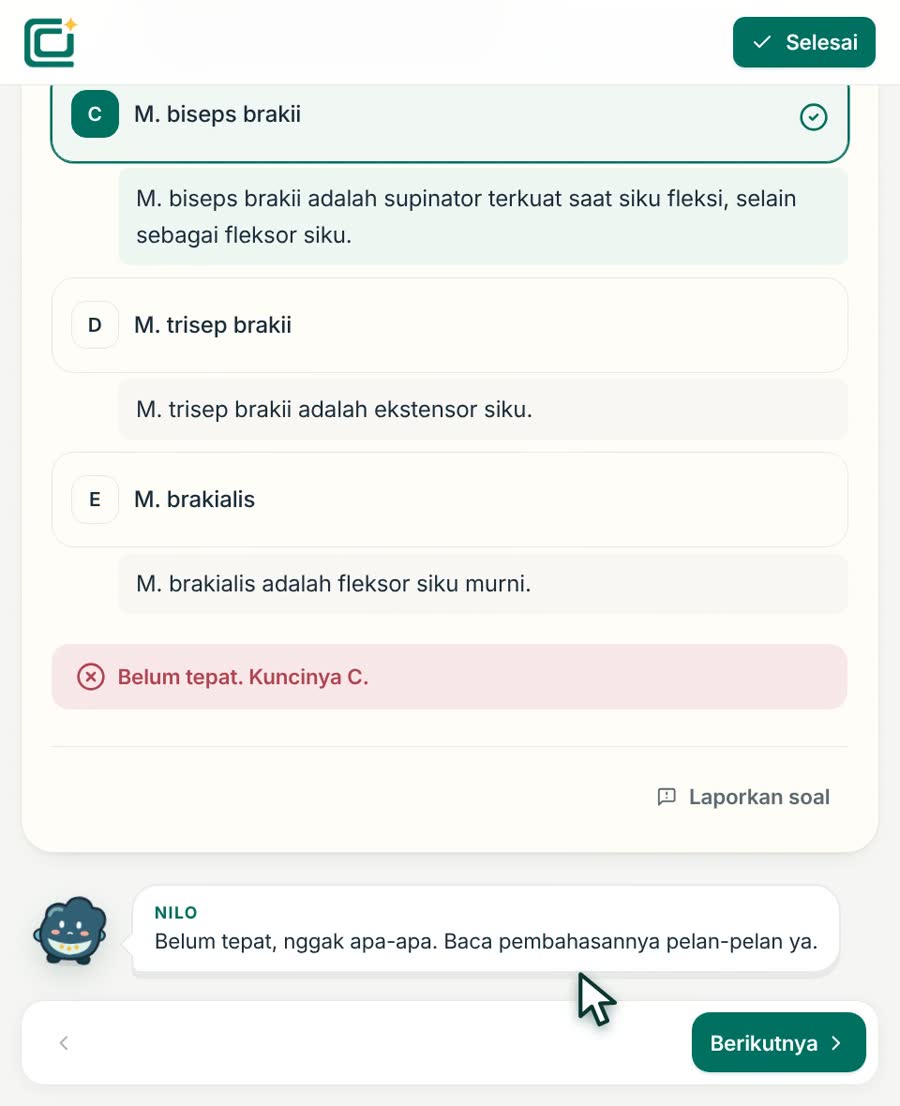 Selesai
C
M. biseps brakii
M. biseps brakii adalah supinator terkuat saat siku fleksi, selain
sebagai fleksor siku.
D
M. trisep brakii
M. trisep brakii adalah ekstensor siku.
E
M. brakialis
M. brakialis adalah fleksor siku murni.
Belum tepat. Kuncinya C.
Laporkan soal
NILO
Belum tepat, nggak apa-apa. Baca pembahasannya pelan-pelan ya.
Berikutnya